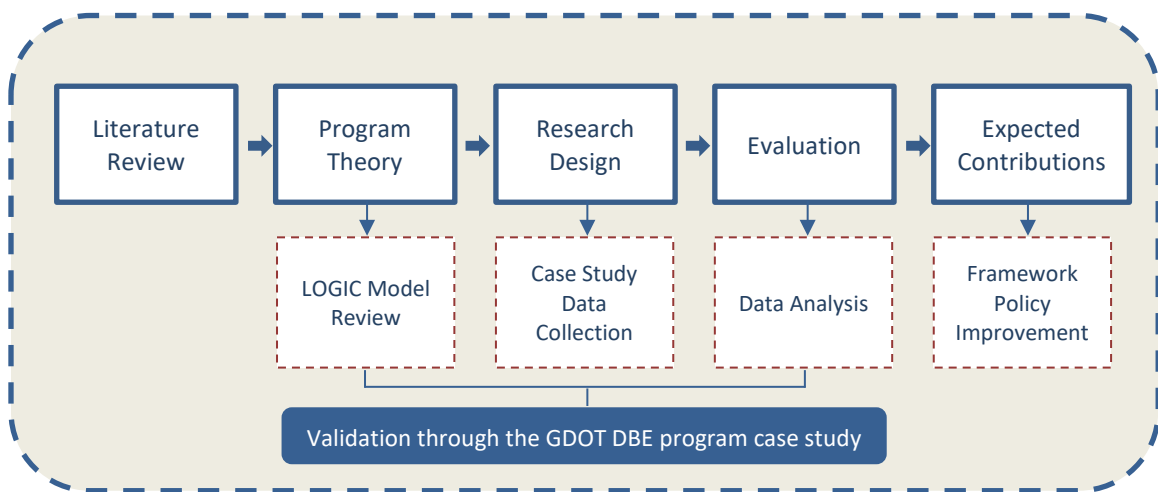 Literature
Review
Program
Theory
Research
Design
Evaluation
Expected
Contributions
LOGIC Model
Review
Case Study
Data
Collection
Data Analysis
Framework
Policy
Improvement
Validation through the GDOT DBE program case study